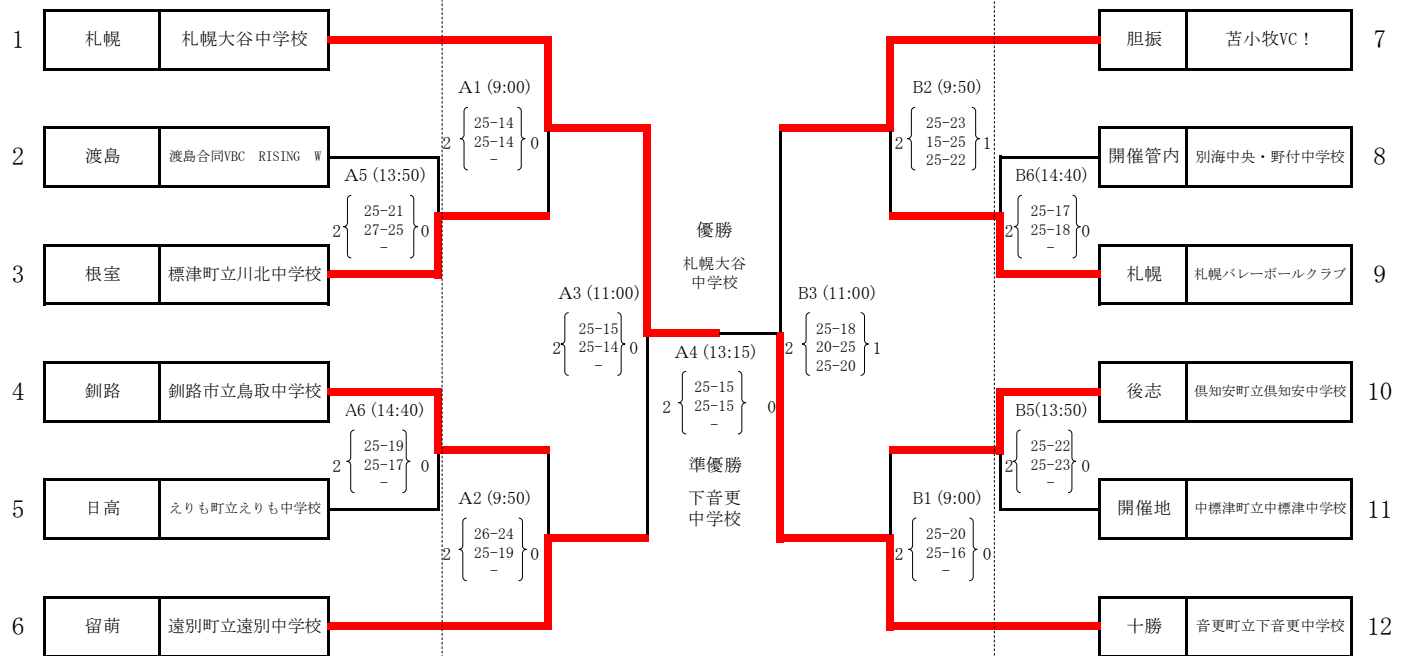 1 札幌 札幌大谷中学校
2 渡島 渡島合同VBC RISING W
3 根室 標津町立川北中学校
4 釧路 釧路市立鳥取中学校
5 日高 えりも町立えりも中学校
6 留萌 遠別町立遠別中学校
A5 (13:50)
25-21
2 27-25 0
-
A6 (14:40)
25-19
2 25-17 0
-
A1 (9:00)
25-14
2 25-14 0
-
A2 (9:50)
26-24
2 25-19 0
-
A3 (11:00)
25-15
2 25-14 0
-
優勝
札幌大谷
中学校
A4 (13:15)
25-15
2 25-15 0
-
準優勝
下音更
中学校
B3 (11:00)
25-18
2 20-25 1
25-20
B2 (9:50)
25-23
2 15-25 1
25-22
B1 (9:00)
25-20
2 25-16 0
-
B6(14:40)
25-17
2 25-18 0
-
B5(13:50)
25-22
2 25-23 0
-
胆振 苫小牧VC! 7
開催管内 別海中央・野付中学校 8
札幌 札幌バレーボールクラブ 9
後志 倶知安町立倶知安中学校 10
開催地 中標津町立中標津中学校 11
十勝 音更町立下音更中学校 12